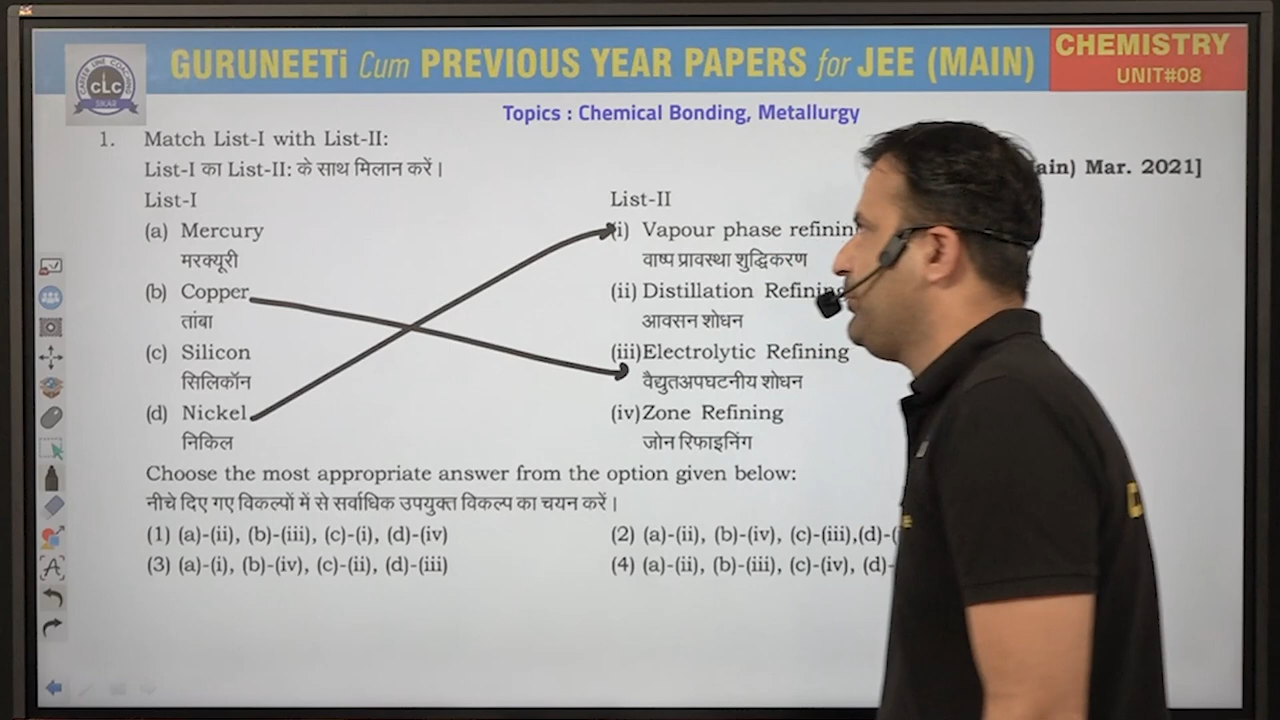 GURUNEETi Cum PREVIOUS YEAR PAPERS for JEE (MAIN)
CHEMISTRY
UNIT#08
CAREER LINE COACHING
CLC
SIKAR
Topics : Chemical Bonding, Metallurgy
1. Match List-I with List-II:
List-I का List-II: के साथ मिलान करें।
Mar. 2021]
List-I List-II
(a) Mercury (i) Vapour phase
मरक्यूरी वाष्प प्रावस्था शुद्धिकरण
(b) Copper (ii) Distillation
तांबा आवसन शोधन
(c) Silicon (iii) Electrolytic Refining
सिलिकॉन वैद्युतअपघटनीय शोधन
(d) Nickel (iv) Zone Refining
निकिल जोन रिफाइनिंग
Choose the most appropriate answer from the option given below:
नीचे दिए गए विकल्पों में से सर्वाधिक उपयुक्त विकल्प का चयन करें।
(1) (a)-(ii), (b)-(iii), (c)-(i), (d)-(iv) (2) (a)-(ii), (b)-(iv), (c)-(iii),(d)-
(3) (a)-(i), (b)-(iv), (c)-(ii), (d)-(iii) (4) (a)-(ii), (b)-(iii), (c)-(iv), (d)-